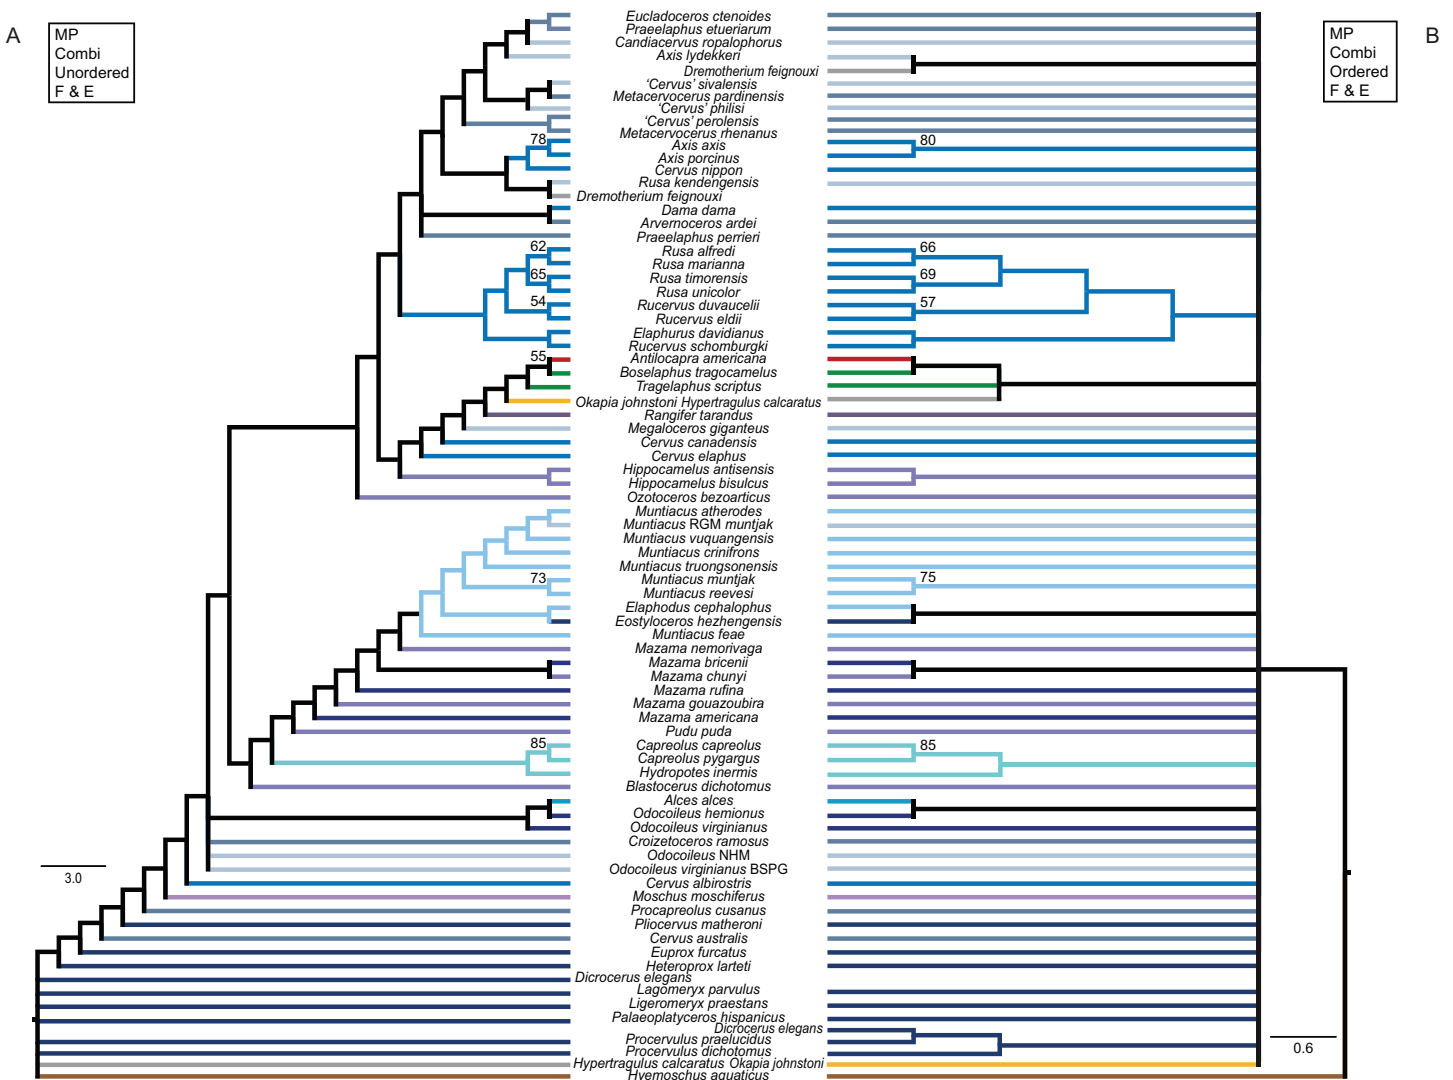 A
MP
Combi
Unordered
F & E
MP
Combi
Ordered
F & E
B
Eucladoceros ctenoides
Praeelaphus etueriarum
Candiacervus ropalophorus
Axis lydekkeri
Dremotherium feignouxi
‘Cervus’ sivalensis
Metacervocerus pardinensis
‘Cervus’ philisi
‘Cervus’ perolensis
Metacervocerus rhenanus
78 Axis axis 80
Axis porcinus
Cervus nippon
Rusa kendengensis
Dremotherium feignouxi
Dama dama
Arvernoceros ardei
Praeelaphus perrieri
62 Rusa alfredi 66
Rusa marianna
65 Rusa timorensis 69
Rusa unicolor
54 Rucervus duvaucelii 57
Rucervus eldii
Elaphurus davidianus
Rucervus schomburgki
55 Antilocapra americana
Boselaphus tragocamelus
Tragelaphus scriptus
Okapia johnstoni Hypertragulus calcaratus
Rangifer tarandus
Megaloceros giganteus
Cervus canadensis
Cervus elaphus
Hippocamelus antisensis
Hippocamelus bisulcus
Ozotoceros bezoarticus
Muntiacus atherodes
Muntiacus RGM muntjak
Muntiacus vuquangensis
Muntiacus crinifrons
Muntiacus truongsonensis
73 Muntiacus muntjak 75
Muntiacus reevesi
Elaphodus cephalophus
Eostyloceros hezhengensis
Muntiacus feae
Mazama nemorivaga
Mazama bricenii
Mazama chunyi
Mazama rufina
Mazama gouazoubira
Mazama americana
Pudu puda
85 Capreolus capreolus 85
Capreolus pygargus
Hydropotes inermis
Blastocerus dichotomus
Alces alces
Odocoileus hemionus
Odocoileus virginianus
Croizetoceros ramosus
Odocoileus NHM
Odocoileus virginianus BSPG
3.0
Cervus albirostris
Moschus moschiferus
Procapreolus cusanus
Pliocervus matheroni
Cervus australis
Euprox furcatus
Heteroprox larteti
Dicrocerus elegans
Lagomeryx parvulus
Ligeromeryx praestans
Palaeoplatyceros hispanicus
Dicrocerus elegans
Procervulus praelucidus
Procervulus dichotomus
0.6
Hypertragulus calcaratus Okapia johnstoni
Hyemoschus aquaticus